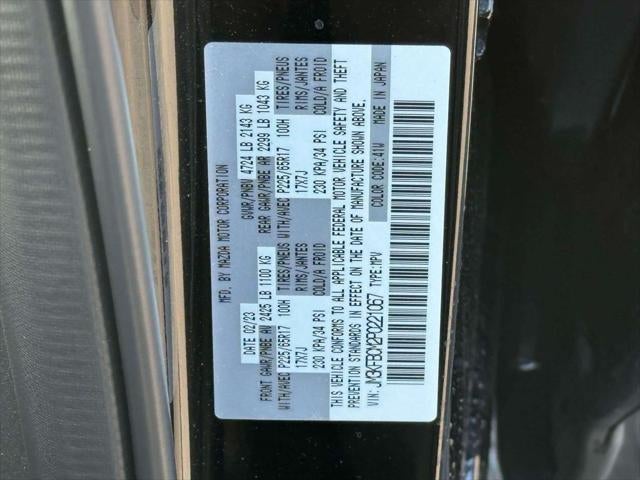 MFD. BY MAZDA MOTOR CORPORATION
DATE 02/23 GVWR/PNBV 4724 LB 2143 KG
FRONT GAWR/PNBE AV 2425 LB 1100 KG REAR GAWR/PNBE AR 2299 LB 1043 KG
WITH/AVEC P225/65R17 100H TIRES/PNEUS WITH/AVEC P225/65R17 100H TIRES/PNEUS
17X7J RIMS/JANTES 17X7J RIMS/JANTES
230 KPA/34 PSI COLD/A FROID 230 KPA/34 PSI COLD/A FROID
THIS VEHICLE CONFORMS TO ALL APPLICABLE FEDERAL MOTOR VEHICLE SAFETY AND THEFT
PREVENTION STANDARDS IN EFFECT ON THE DATE OF MANUFACTURE SHOWN ABOVE.
VIN: JM3KFBCM2P0221067 TYPE:MPV COLOR CODE:41W MADE IN JAPAN